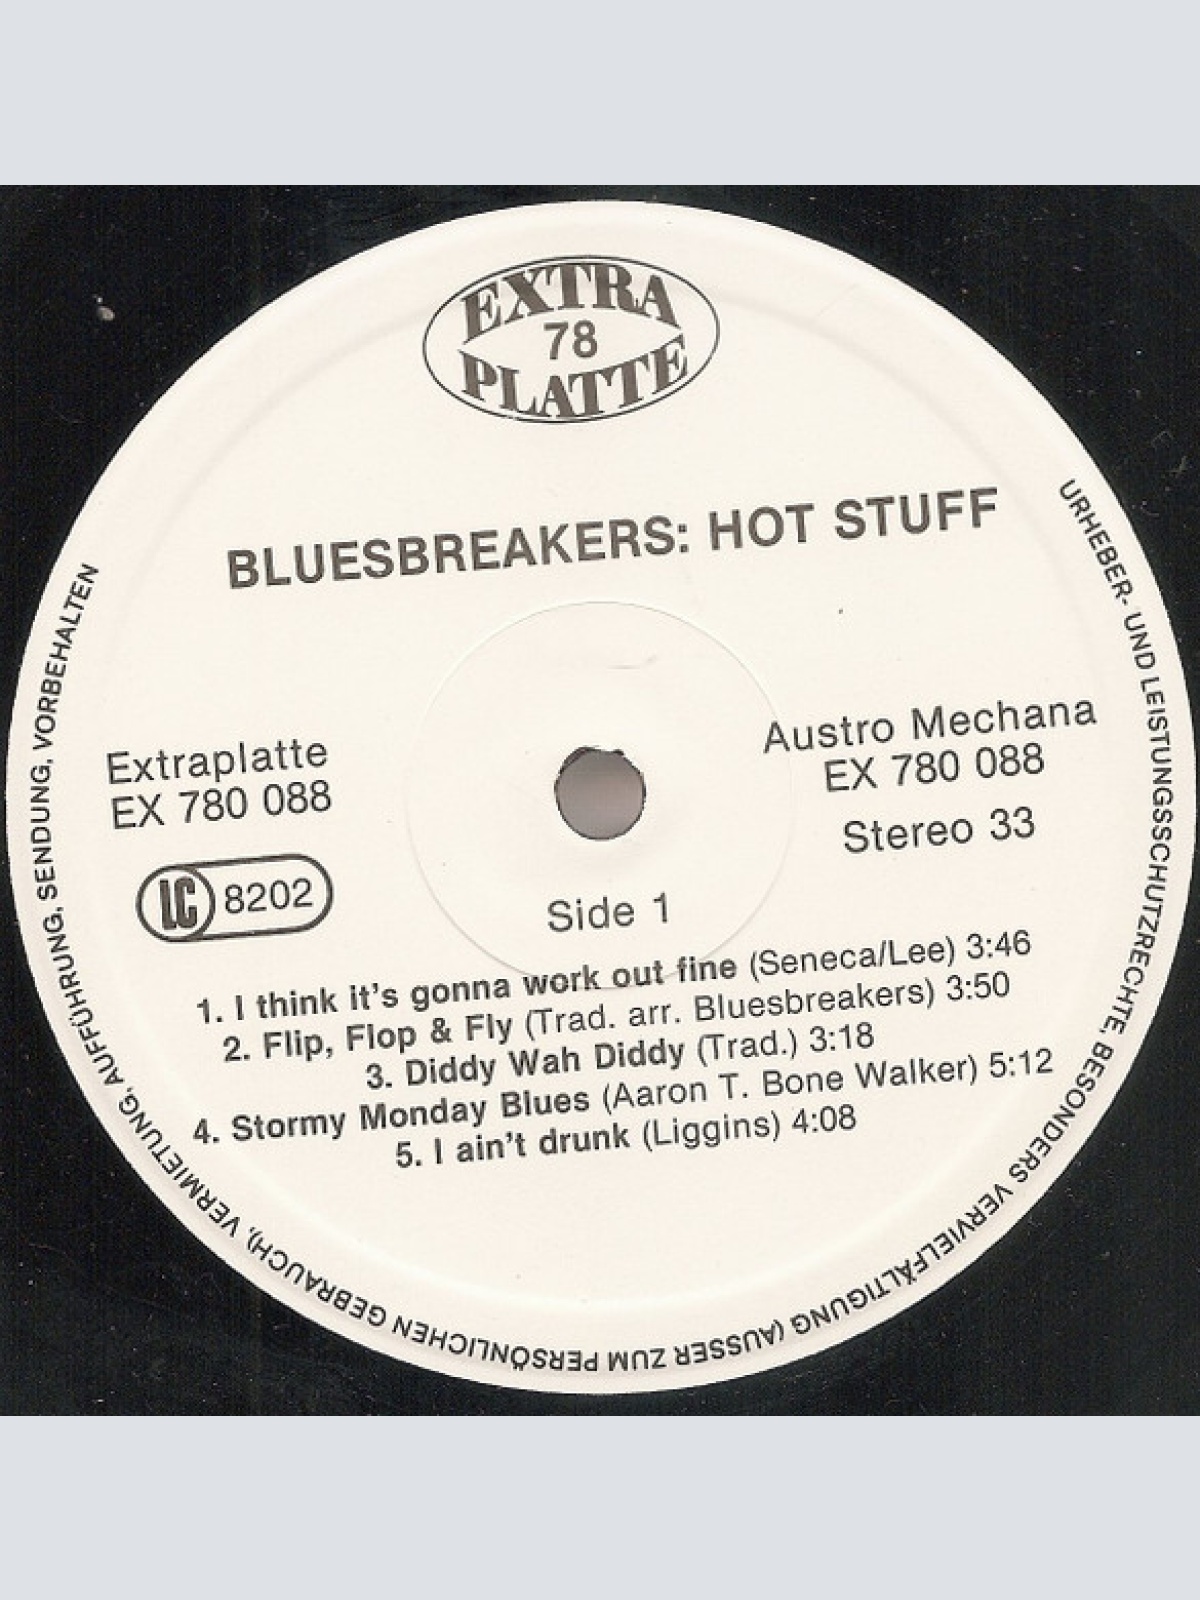 EXTRA
78
PLATTE
BLUESBREAKERS: HOT STUFF
Extraplatte
EX 780 088
LC 8202
Austro Mechana
EX 780 088
Stereo 33
Side 1
1. I think it's gonna work out fine (Seneca/Lee) 3:46
2. Flip, Flop & Fly (Trad. arr. Bluesbreakers) 3:50
3. Diddy Wah Diddy (Trad.) 3:18
4. Stormy Monday Blues (Aaron T. Bone Walker) 5:12
5. I ain't drunk (Liggins) 4:08
URHEBER- UND LEISTUNGSSCHUTZRECHTE, BESONDERS VERVIELFÄLTIGUNG (AUSSER ZUM PERSÖNLICHEN GEBRAUCH), VERMIETUNG, AUFFÜHRUNG, SENDUNG, VORBEHALTEN